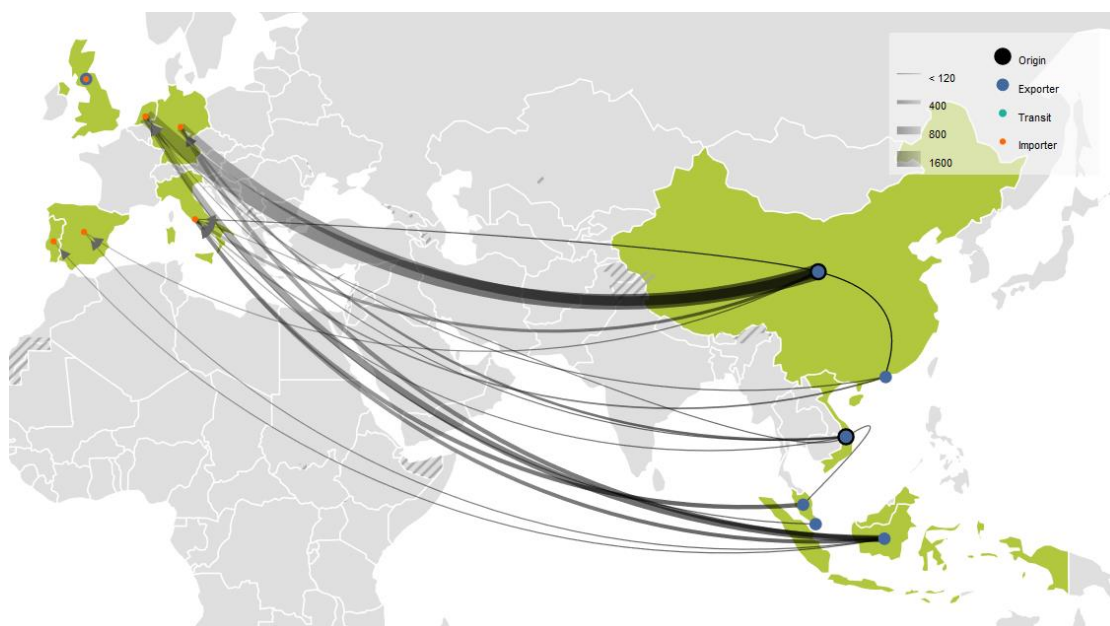 Origin
< 120
Exporter
400
Transit
800
Importer
1600